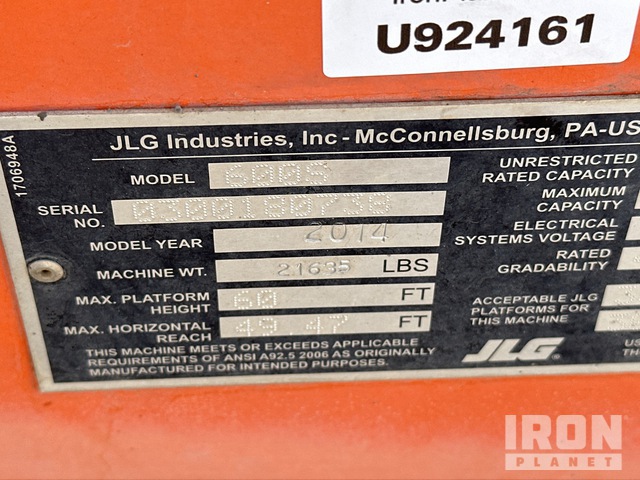 U924161
1706948A
JLG Industries, Inc - McConnellsburg, PA-US
MODEL 600S
SERIAL NO. 0300180238
MODEL YEAR 2014
MACHINE WT. 21635 LBS
MAX. PLATFORM HEIGHT 60 FT
MAX. HORIZONTAL REACH 49.47 FT
THIS MACHINE MEETS OR EXCEEDS APPLICABLE
REQUIREMENTS OF ANSI A92.5 2006 AS ORIGINALLY
MANUFACTURED FOR INTENDED PURPOSES.
UNRESTRICTED
RATED CAPACITY
MAXIMUM
CAPACITY
ELECTRICAL
SYSTEMS VOLTAGE
RATED
GRADABILITY
ACCEPTABLE JLG
PLATFORMS FOR
THIS MACHINE
JLG
IRON
PLANET